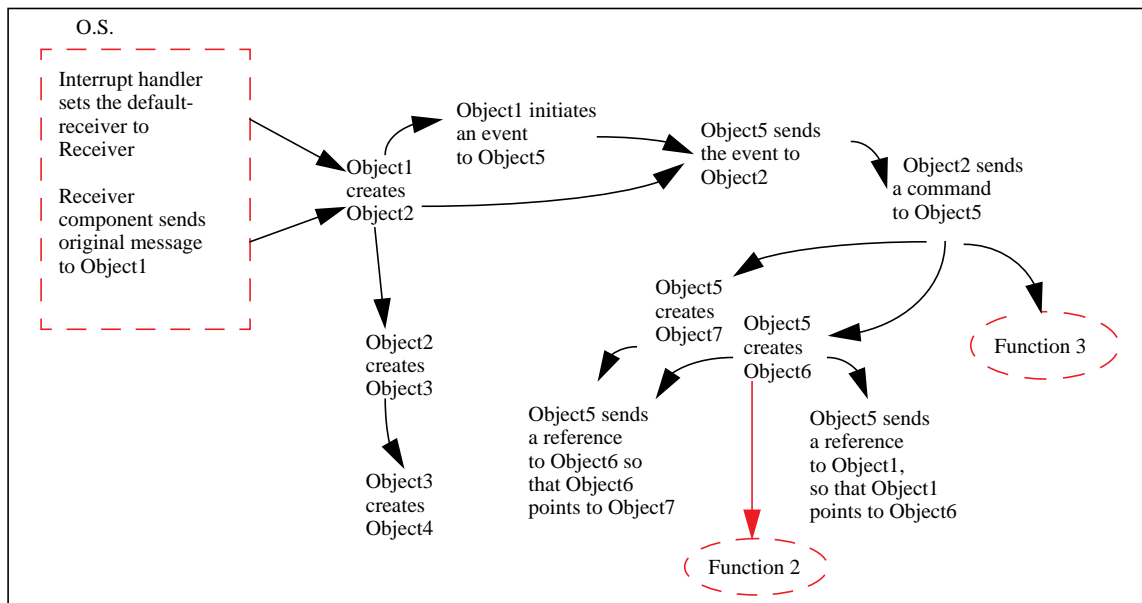 O.S.
Interrupt handler
sets the default-
receiver to
Receiver
Receiver
component sends
original message
to Object1
Object1
creates
Object2
Object1 initiates
an event
to Object5
Object5 sends
the event to
Object2
Object2 sends
a command
to Object5
Object2
creates
Object3
Object3
creates
Object4
Object5
creates
Object7
Object5
creates
Object6
Function 3
Object5 sends
a reference
to Object6 so
that Object6
points to Object7
Object5 sends
a reference
to Object1,
so that Object1
points to Object6
Function 2